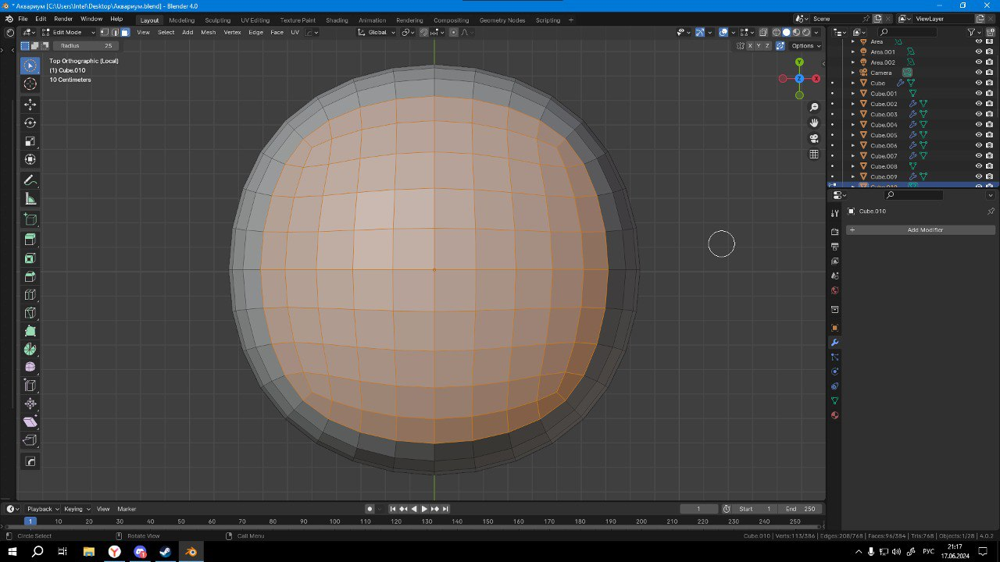 * Аквариум [C:\Users\Intel\Desktop\Аквариум.blend] - Blender 4.0
File Edit Render Window Help Layout Modeling Sculpting UV Editing Texture Paint Shading Animation Rendering Compositing Geometry Nodes Scripting + Scene ViewLayer
Edit Mode View Select Add Mesh Vertex Edge Face UV Global
Radius 25 X Y Z Options
Top Orthographic (Local)
(1) Cube.010
10 Centimeters
Y
Z X
Area
Area.001
Area.002
Camera
Cube
Cube.001
Cube.002
Cube.003
Cube.004
Cube.005
Cube.006
Cube.007
Cube.008
Cube.009
Cube.010
Cube.010
+ Add Modifier
Playback Keying View Marker 1 Start 1 End 250
1 10 20 30 40 50 60 70 80 90 100 110 120 130 140 150 160 170 180 190 200 210 220 230 240 250
Circle Select Rotate View Call Menu Cube.010 | Verts:113/386 | Edges:208/768 | Faces:96/384 | Tris:768 | Objects:1/28 | 4.0.2
РУС
21:17
17.06.2024